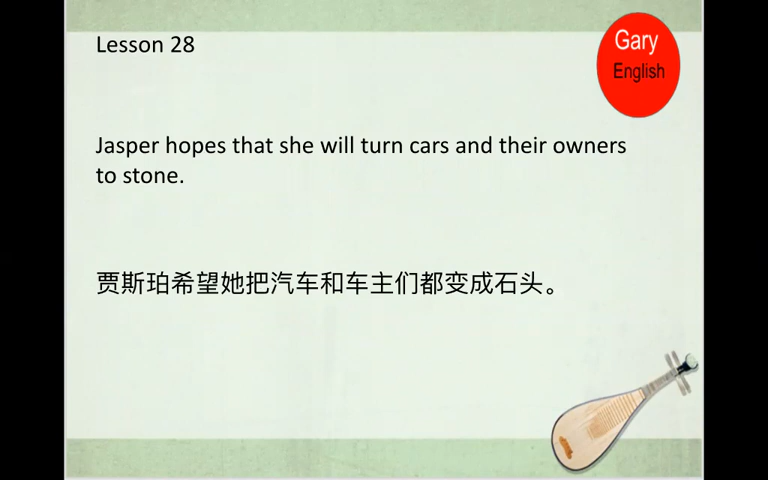 Lesson 28
Gary
English
Jasper hopes that she will turn cars and their owners
to stone.
贾斯珀希望她把汽车和车主们都变成石头。